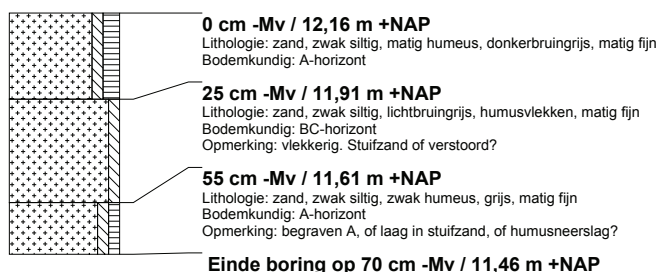 0 cm -Mv / 12,16 m +NAP
Lithologie: zand, zwak siltig, matig humeus, donkerbruingrijs, matig fijn
Bodemkundig: A-horizont
25 cm -Mv / 11,91 m +NAP
Lithologie: zand, zwak siltig, lichtbruingrijs, humusvlekken, matig fijn
Bodemkundig: BC-horizont
Opmerking: vlekkerig. Stuifzand of verstoord?
55 cm -Mv / 11,61 m +NAP
Lithologie: zand, zwak siltig, zwak humeus, grijs, matig fijn
Bodemkundig: A-horizont
Opmerking: begraven A, of laag in stuifzand, of humusneerslag?
Einde boring op 70 cm -Mv / 11,46 m +NAP